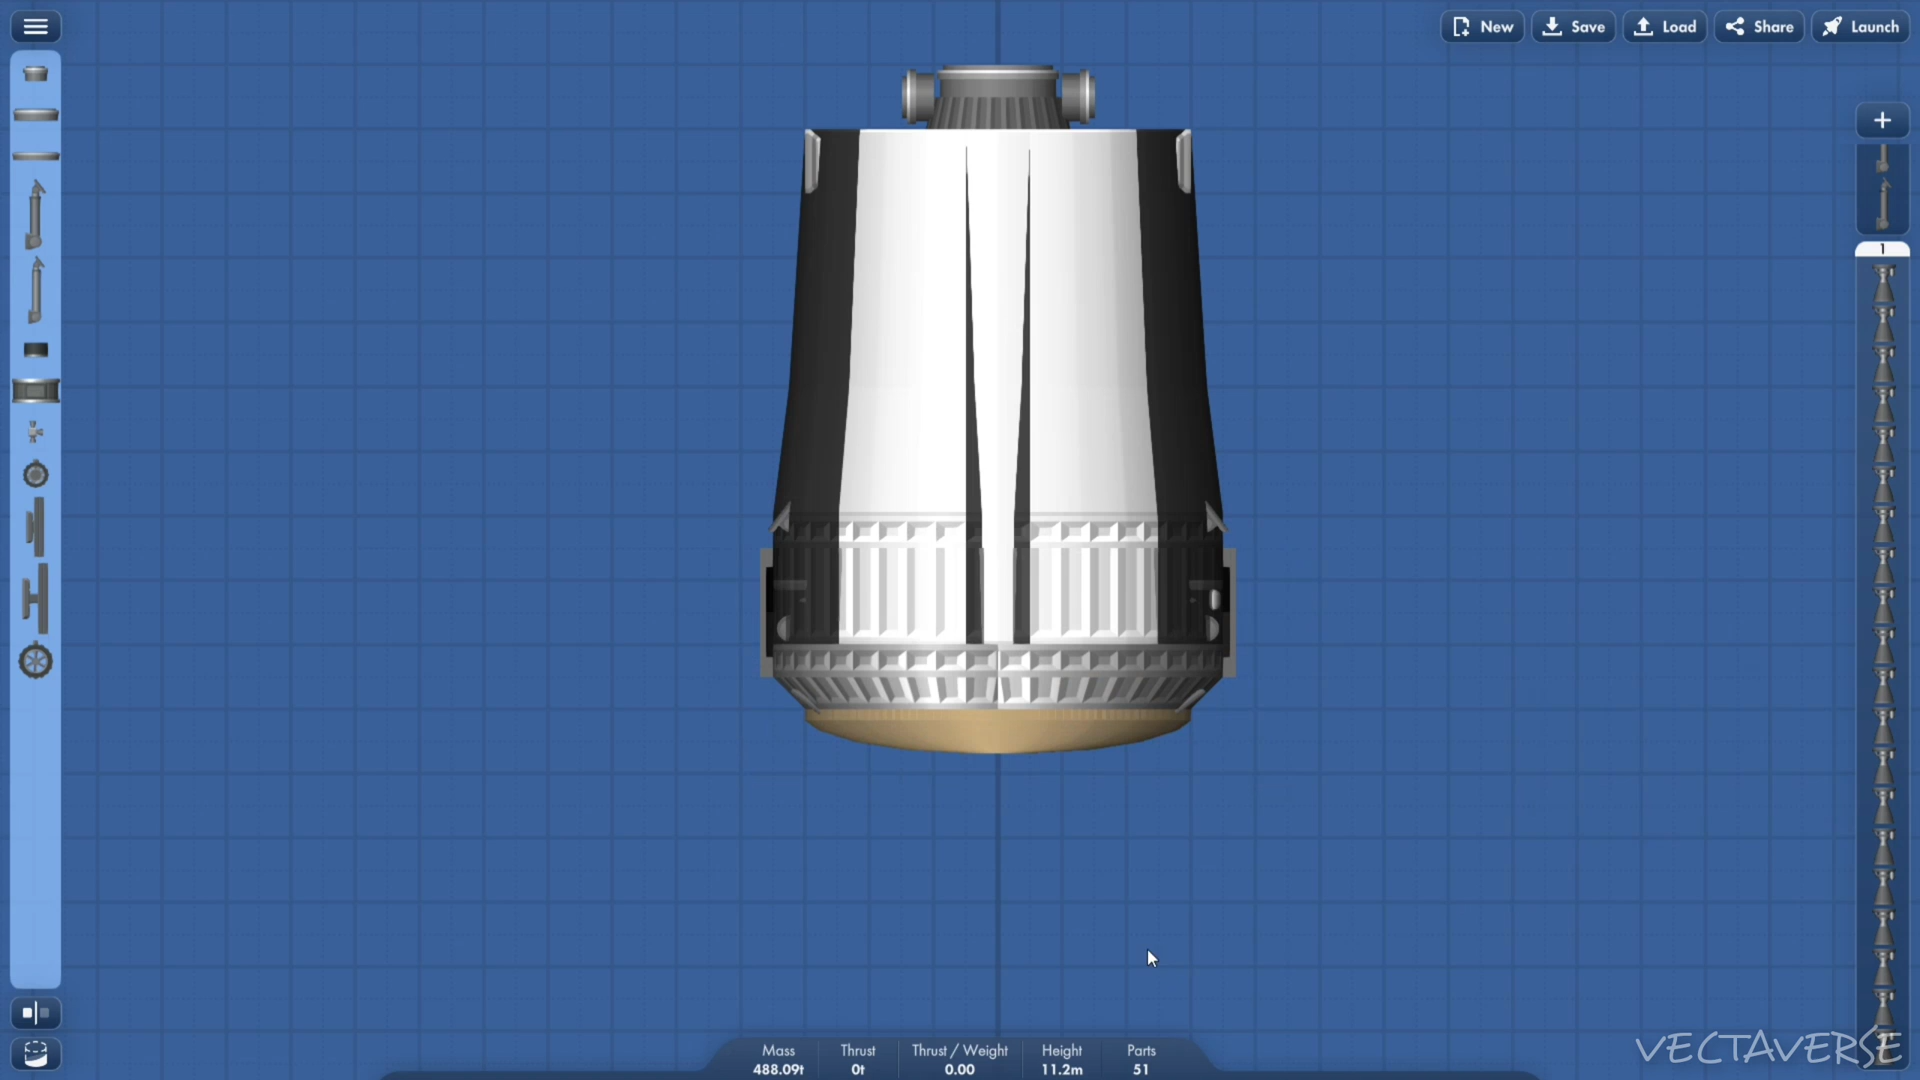 New Save Load Share Launch
1
Mass Thrust Thrust / Weight Height Parts
488.09t 0t 0.00 11.2m 51
VECTAVERSE